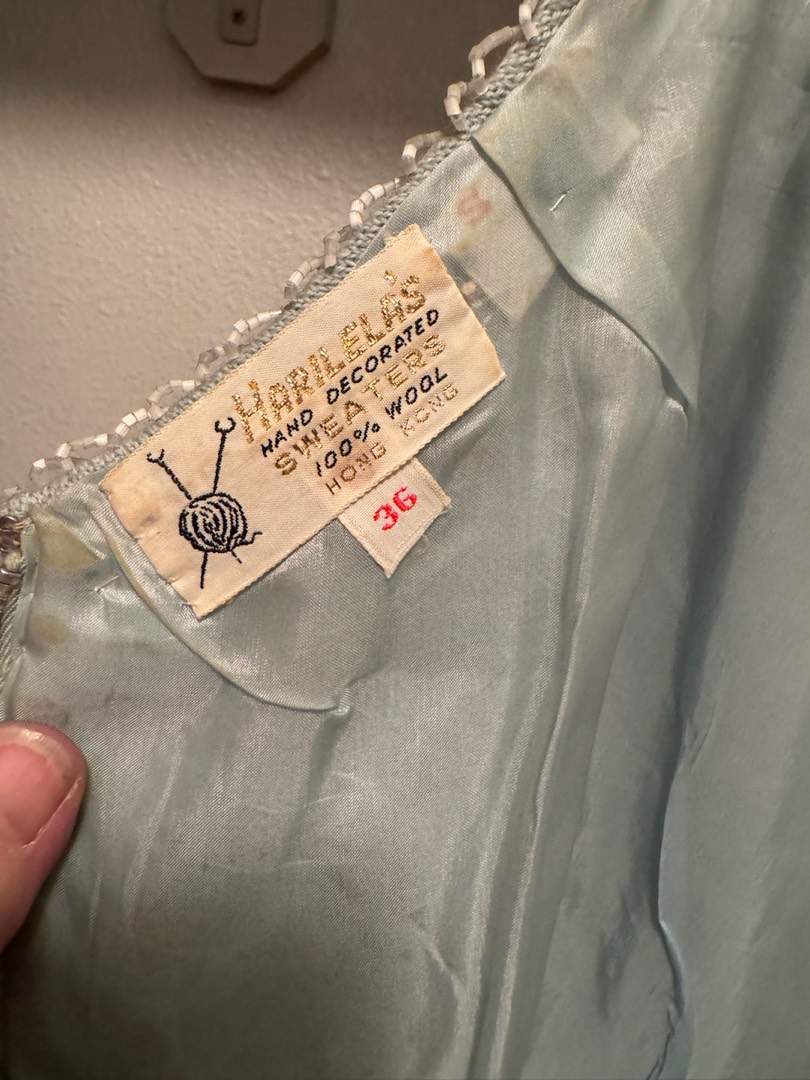 HARILELA'S
HAND DECORATED
SWEATERS
100% WOOL
HONG KONG
36